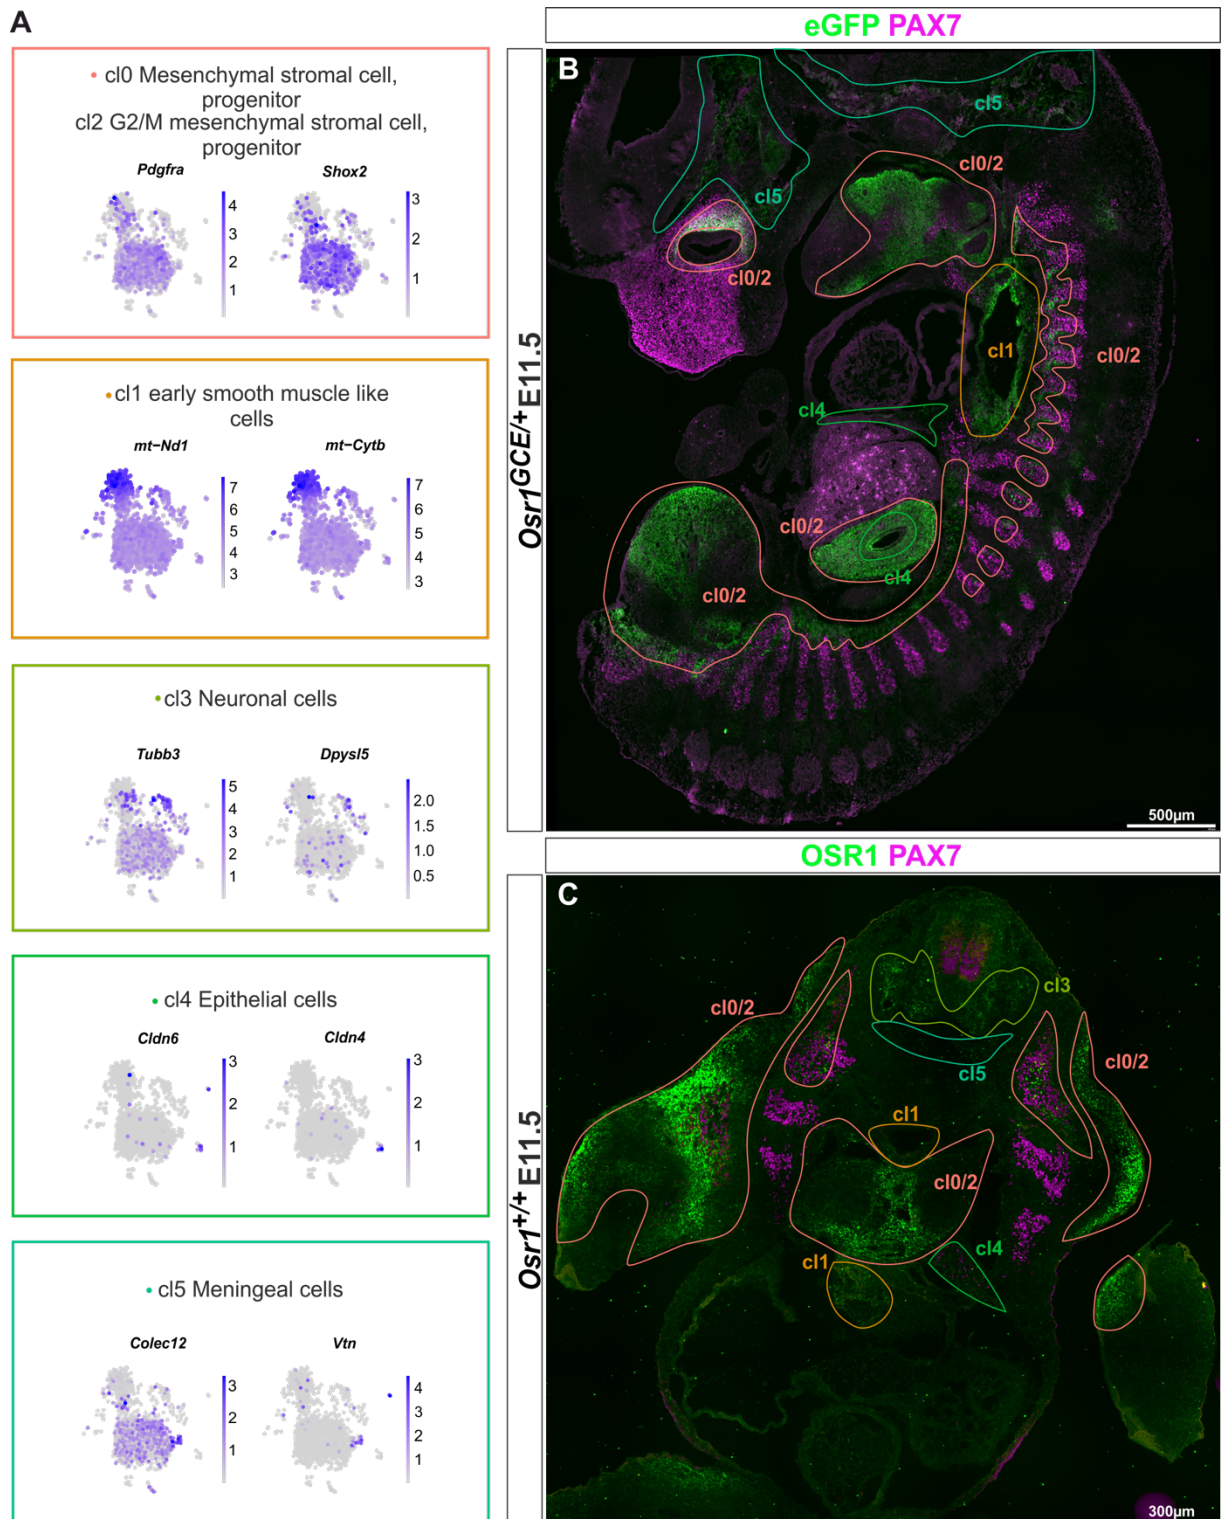 A
• cl0 Mesenchymal stromal cell,
progenitor
cl2 G2/M mesenchymal stromal cell,
progenitor
Pdgfra
4
3
2
1
Shox2
3
2
1
• cl1 early smooth muscle like
cells
mt-Nd1
7
6
5
4
3
mt-Cytb
7
6
5
4
3
• cl3 Neuronal cells
Tubb3
5
4
3
2
1
Dpysl5
2.0
1.5
1.0
0.5
• cl4 Epithelial cells
Cldn6
3
2
1
Cldn4
3
2
1
• cl5 Meningeal cells
Colec12
3
2
1
Vtn
4
3
2
1
eGFP PAX7
Osr1GCE/+ E11.5
B
cl5
cl5
cl0/2
cl0/2
cl1
cl0/2
cl4
cl0/2
cl4
cl0/2
500µm
OSR1 PAX7
Osr1+/+ E11.5
C
cl0/2
cl3
cl5
cl0/2
cl1
cl0/2
cl4
cl1
300µm